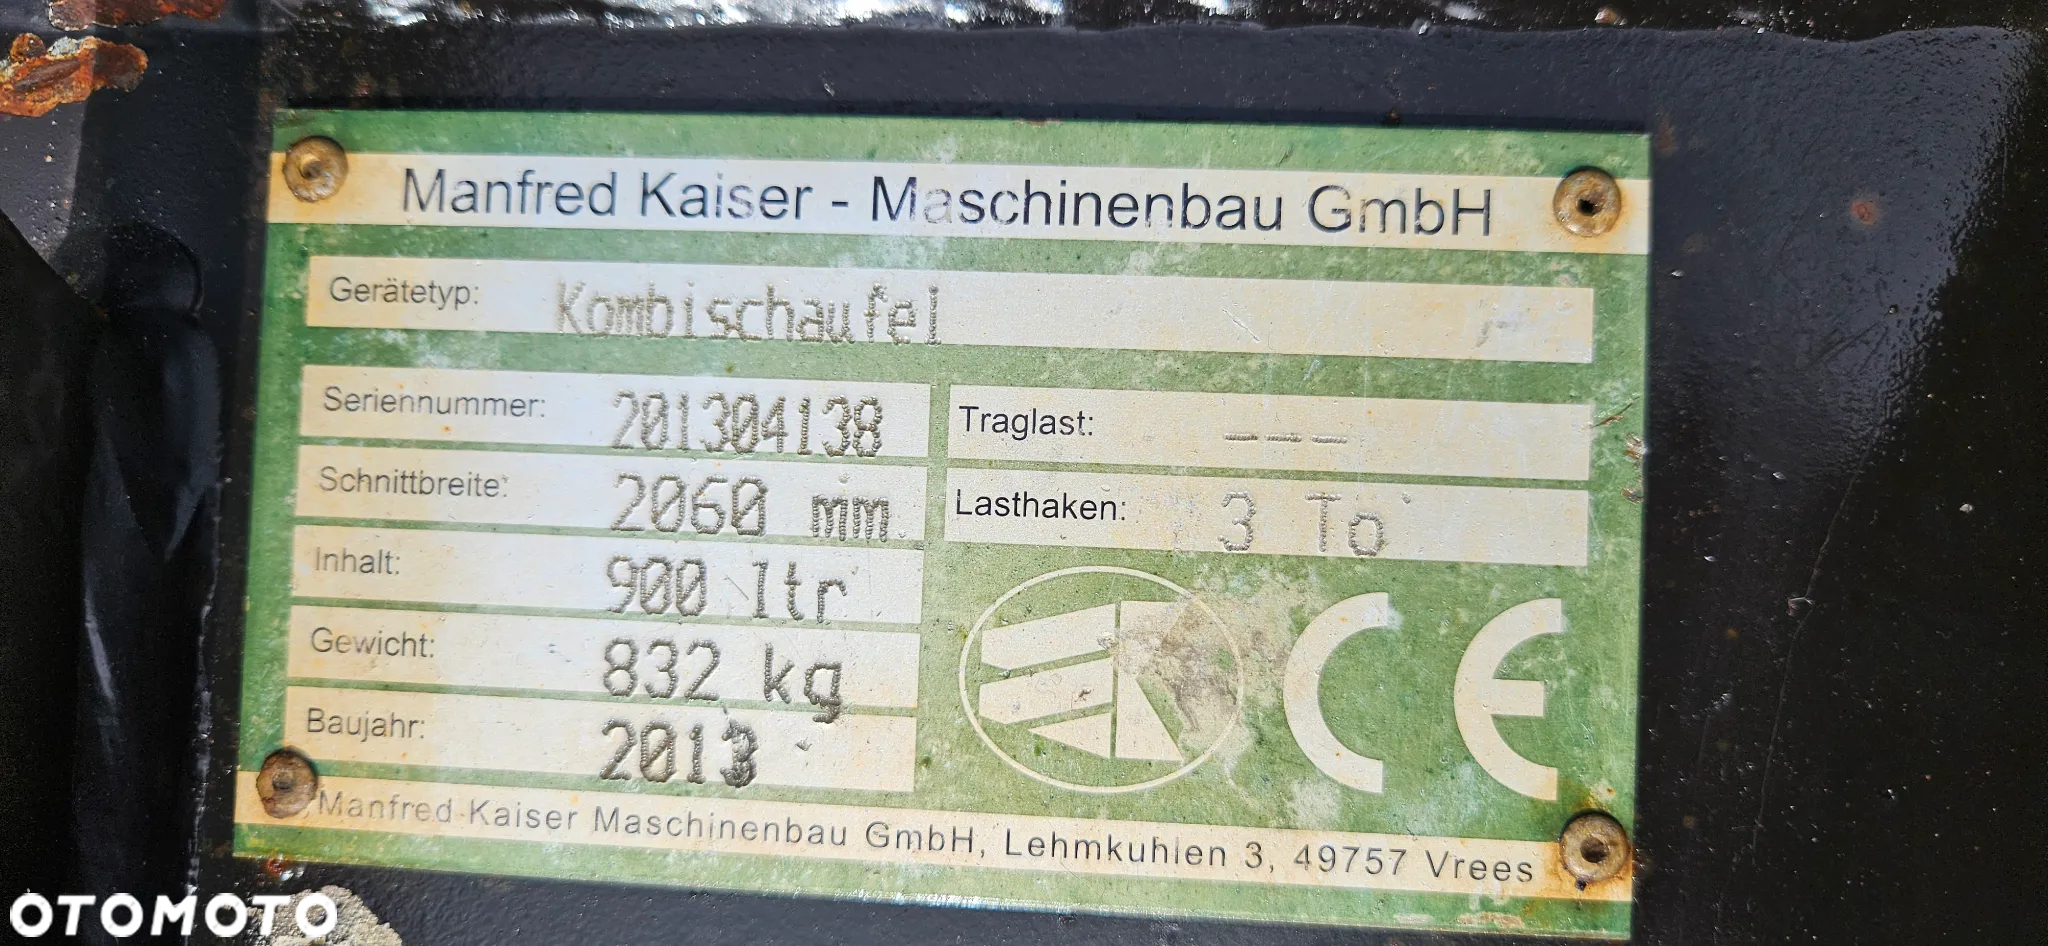 Manfred Kaiser - Maschinenbau GmbH
Gerätetyp: Kombischaufel
Seriennummer: 201304138
Schnittbreite: 2060 mm.
Inhalt: 900 ltr
Gewicht: 832 kg
Baujahr: 2013
Traglast: ---
Lasthaken: 3 To
CE
Manfred Kaiser Maschinenbau GmbH, Lehmkuhlen 3, 49757 Vrees
OTOMOTO